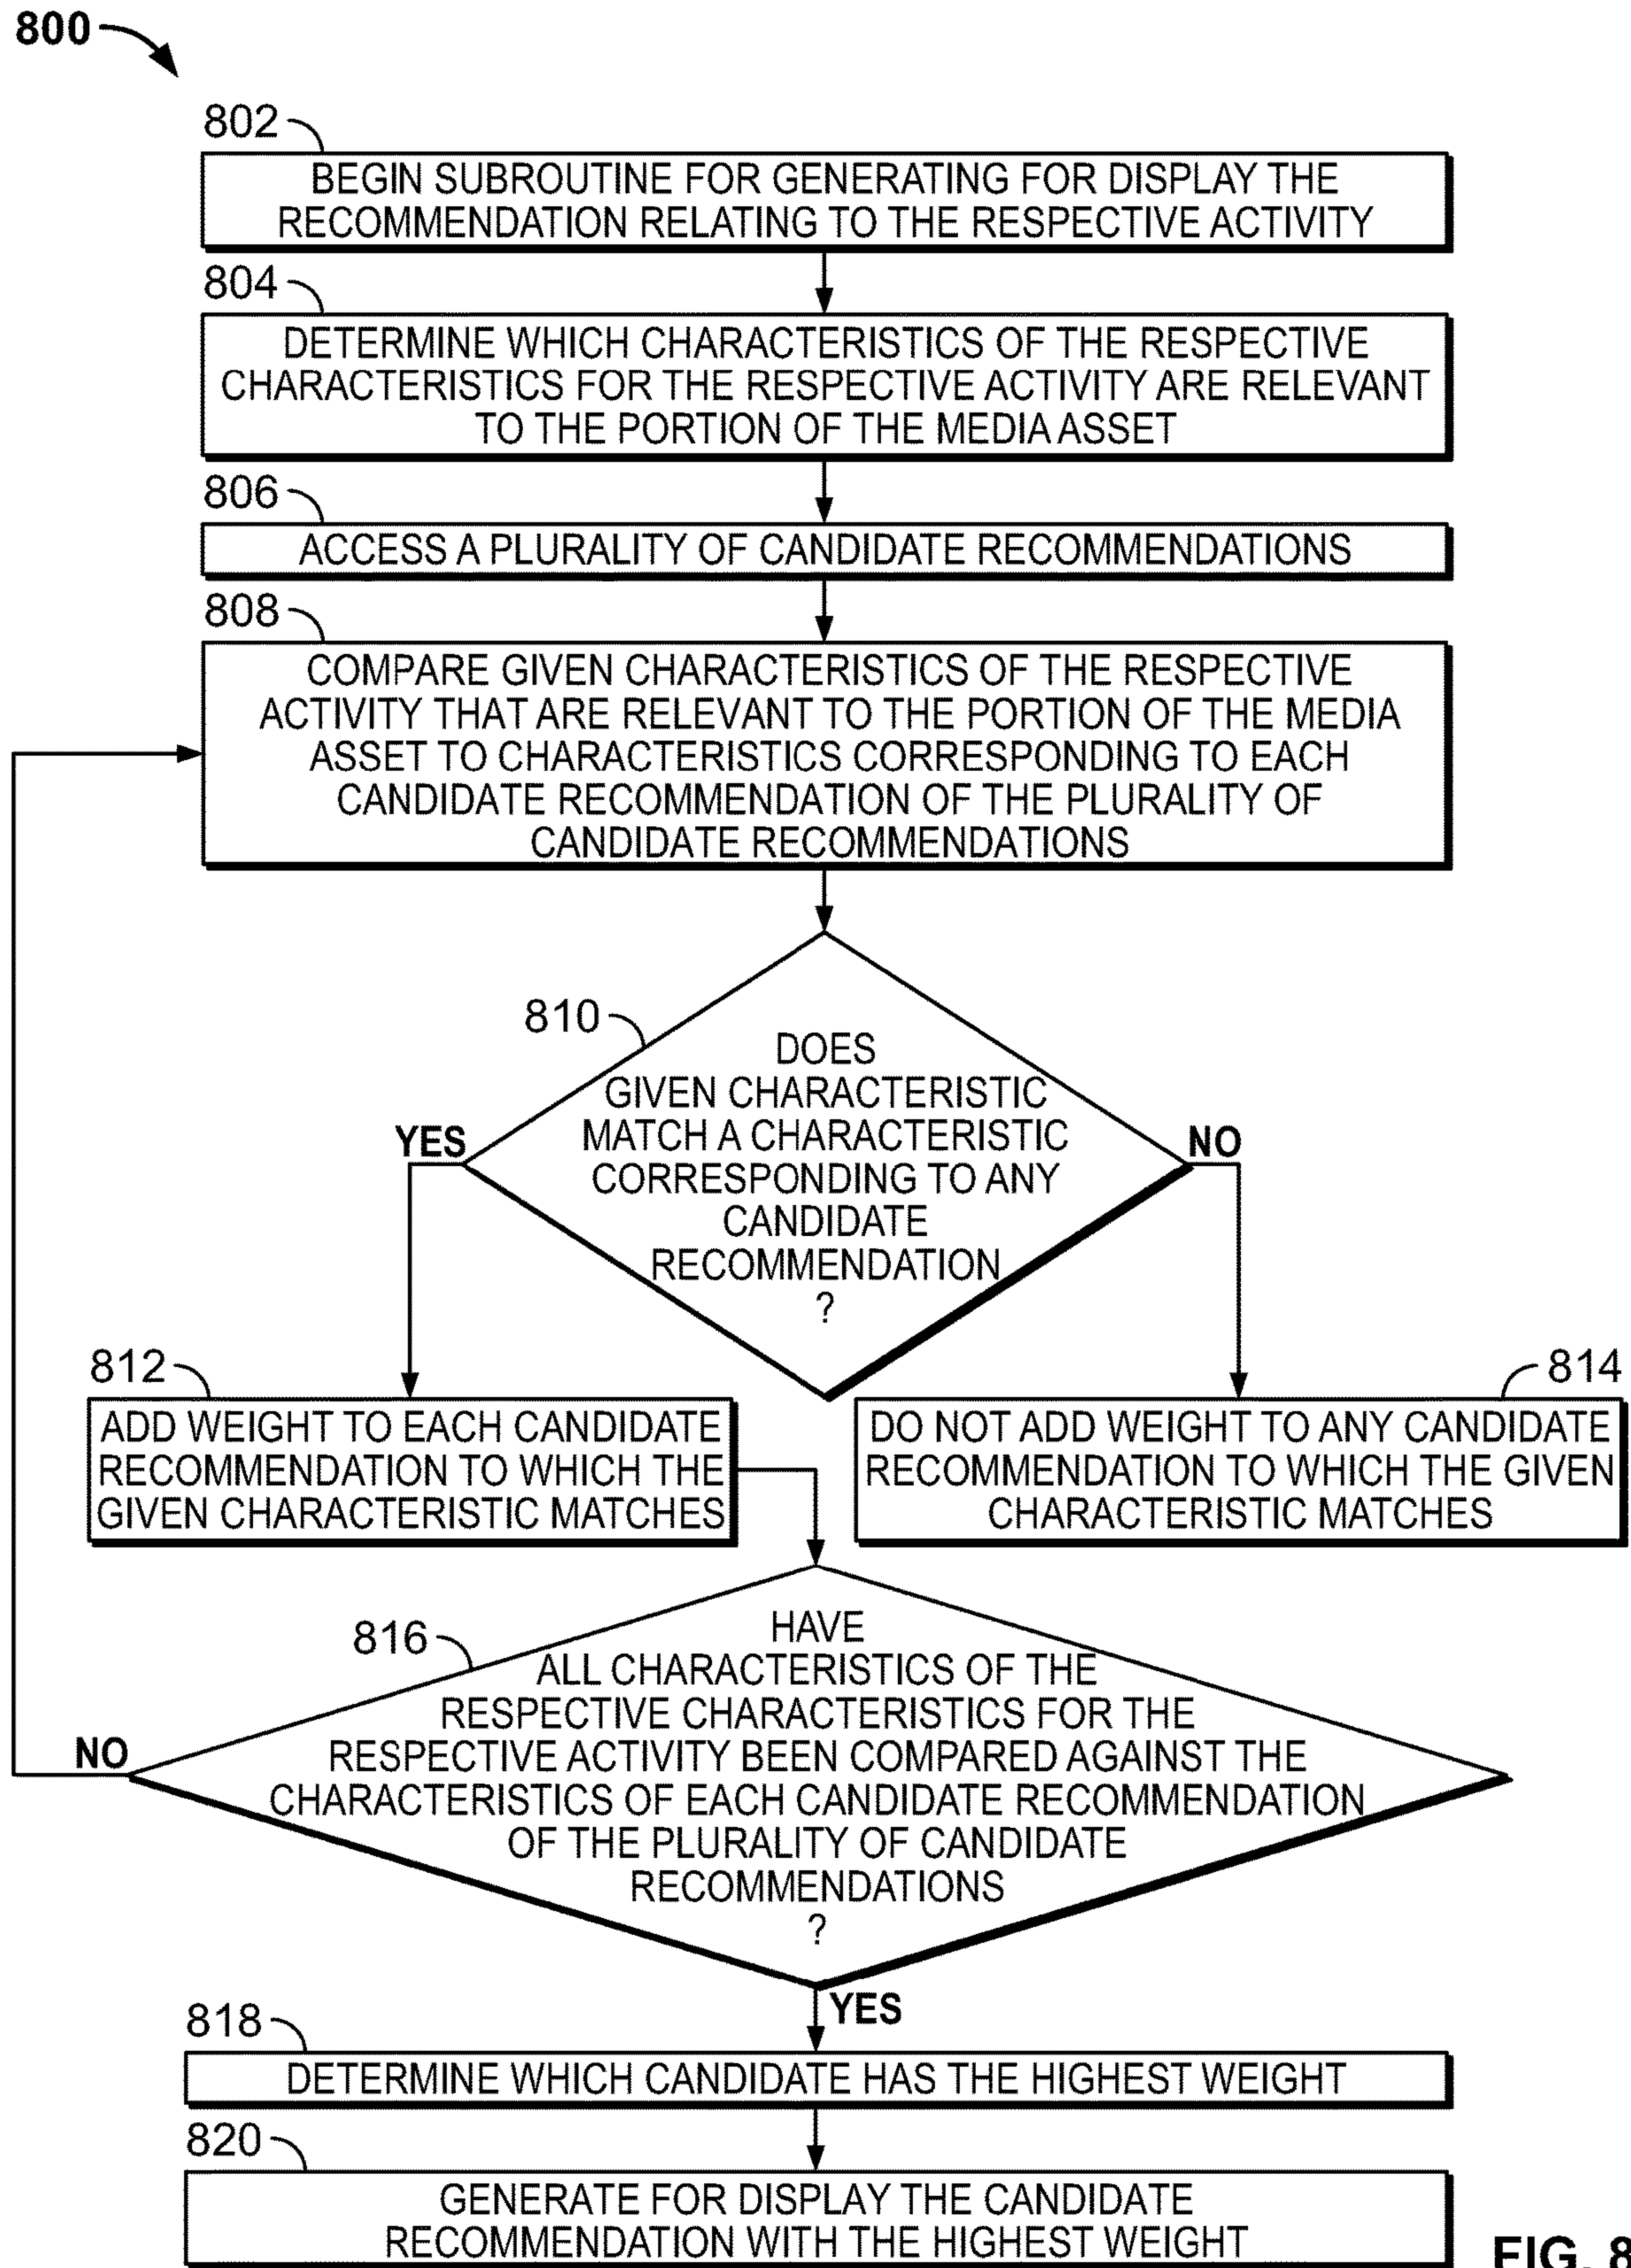 800
802
BEGIN SUBROUTINE FOR GENERATING FOR DISPLAY THE
RECOMMENDATION RELATING TO THE RESPECTIVE ACTIVITY
804
DETERMINE WHICH CHARACTERISTICS OF THE RESPECTIVE
CHARACTERISTICS FOR THE RESPECTIVE ACTIVITY ARE RELEVANT
TO THE PORTION OF THE MEDIA ASSET
806
ACCESS A PLURALITY OF CANDIDATE RECOMMENDATIONS
808
COMPARE GIVEN CHARACTERISTICS OF THE RESPECTIVE
ACTIVITY THAT ARE RELEVANT TO THE PORTION OF THE MEDIA
ASSET TO CHARACTERISTICS CORRESPONDING TO EACH
CANDIDATE RECOMMENDATION OF THE PLURALITY OF
CANDIDATE RECOMMENDATIONS
810
DOES
GIVEN CHARACTERISTIC
MATCH A CHARACTERISTIC
CORRESPONDING TO ANY
CANDIDATE
RECOMMENDATION
?
YES
NO
812
ADD WEIGHT TO EACH CANDIDATE
RECOMMENDATION TO WHICH THE
GIVEN CHARACTERISTIC MATCHES
814
DO NOT ADD WEIGHT TO ANY CANDIDATE
RECOMMENDATION TO WHICH THE GIVEN
CHARACTERISTIC MATCHES
816
HAVE
ALL CHARACTERISTICS OF THE
RESPECTIVE CHARACTERISTICS FOR THE
RESPECTIVE ACTIVITY BEEN COMPARED AGAINST THE
CHARACTERISTICS OF EACH CANDIDATE RECOMMENDATION
OF THE PLURALITY OF CANDIDATE
RECOMMENDATIONS
?
NO
YES
818
DETERMINE WHICH CANDIDATE HAS THE HIGHEST WEIGHT
820
GENERATE FOR DISPLAY THE CANDIDATE
RECOMMENDATION WITH THE HIGHEST WEIGHT
FIG. 8